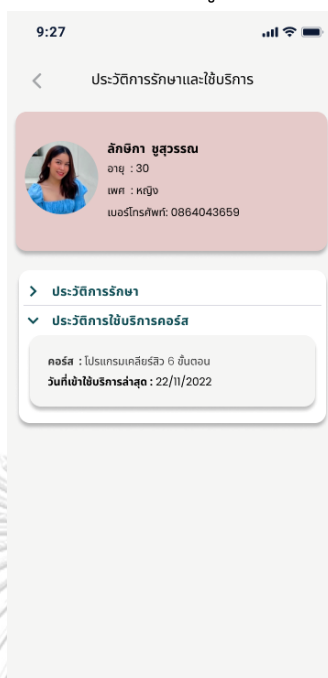 9:27
ประวัติการรักษาและใช้บริการ
ลักษิกา ชูสุวรรณ
อายุ : 30
เพศ : หญิง
เบอร์โทรศัพท์: 0864043659
ประวัติการรักษา
ประวัติการใช้บริการคอร์ส
คอร์ส : โปรแกรมเคลียร์สิว 6 ขั้นตอน
วันที่เข้าใช้บริการล่าสุด : 22/11/2022